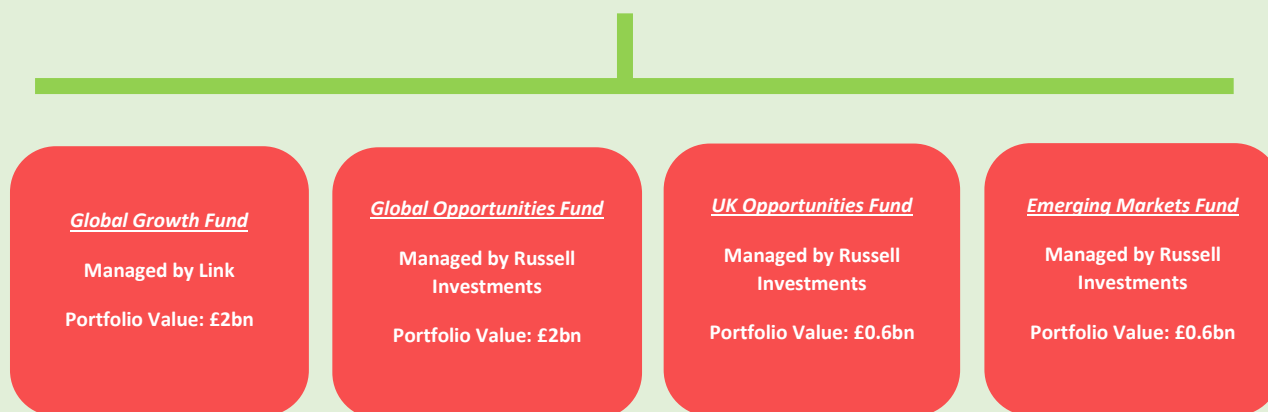 Global Growth Fund
Managed by Link
Portfolio Value: £2bn
Global Opportunities Fund
Managed by Russell
Investments
Portfolio Value: £2bn
UK Opportunities Fund
Managed by Russell
Investments
Portfolio Value: £0.6bn
Emerging Markets Fund
Managed by Russell
Investments
Portfolio Value: £0.6bn